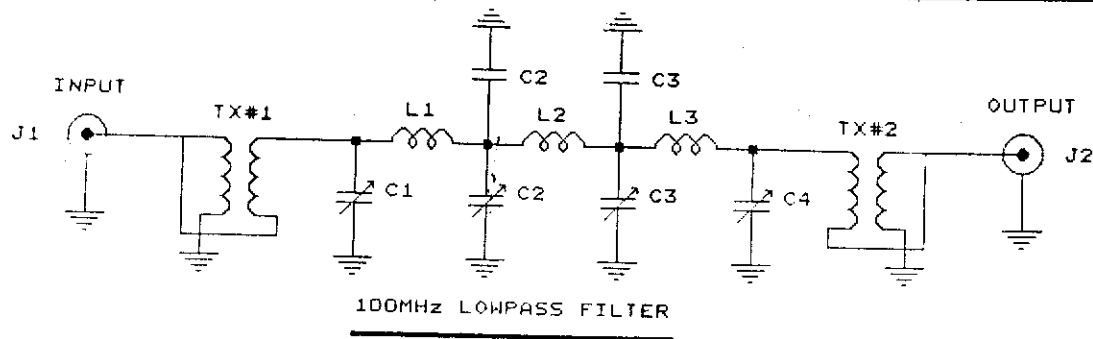 C2
C3
INPUT
TX#1
L1
L2
L3
TX#2
OUTPUT
J1
J2
C1
C2
C3
C4
100MHz LOWPASS FILTER